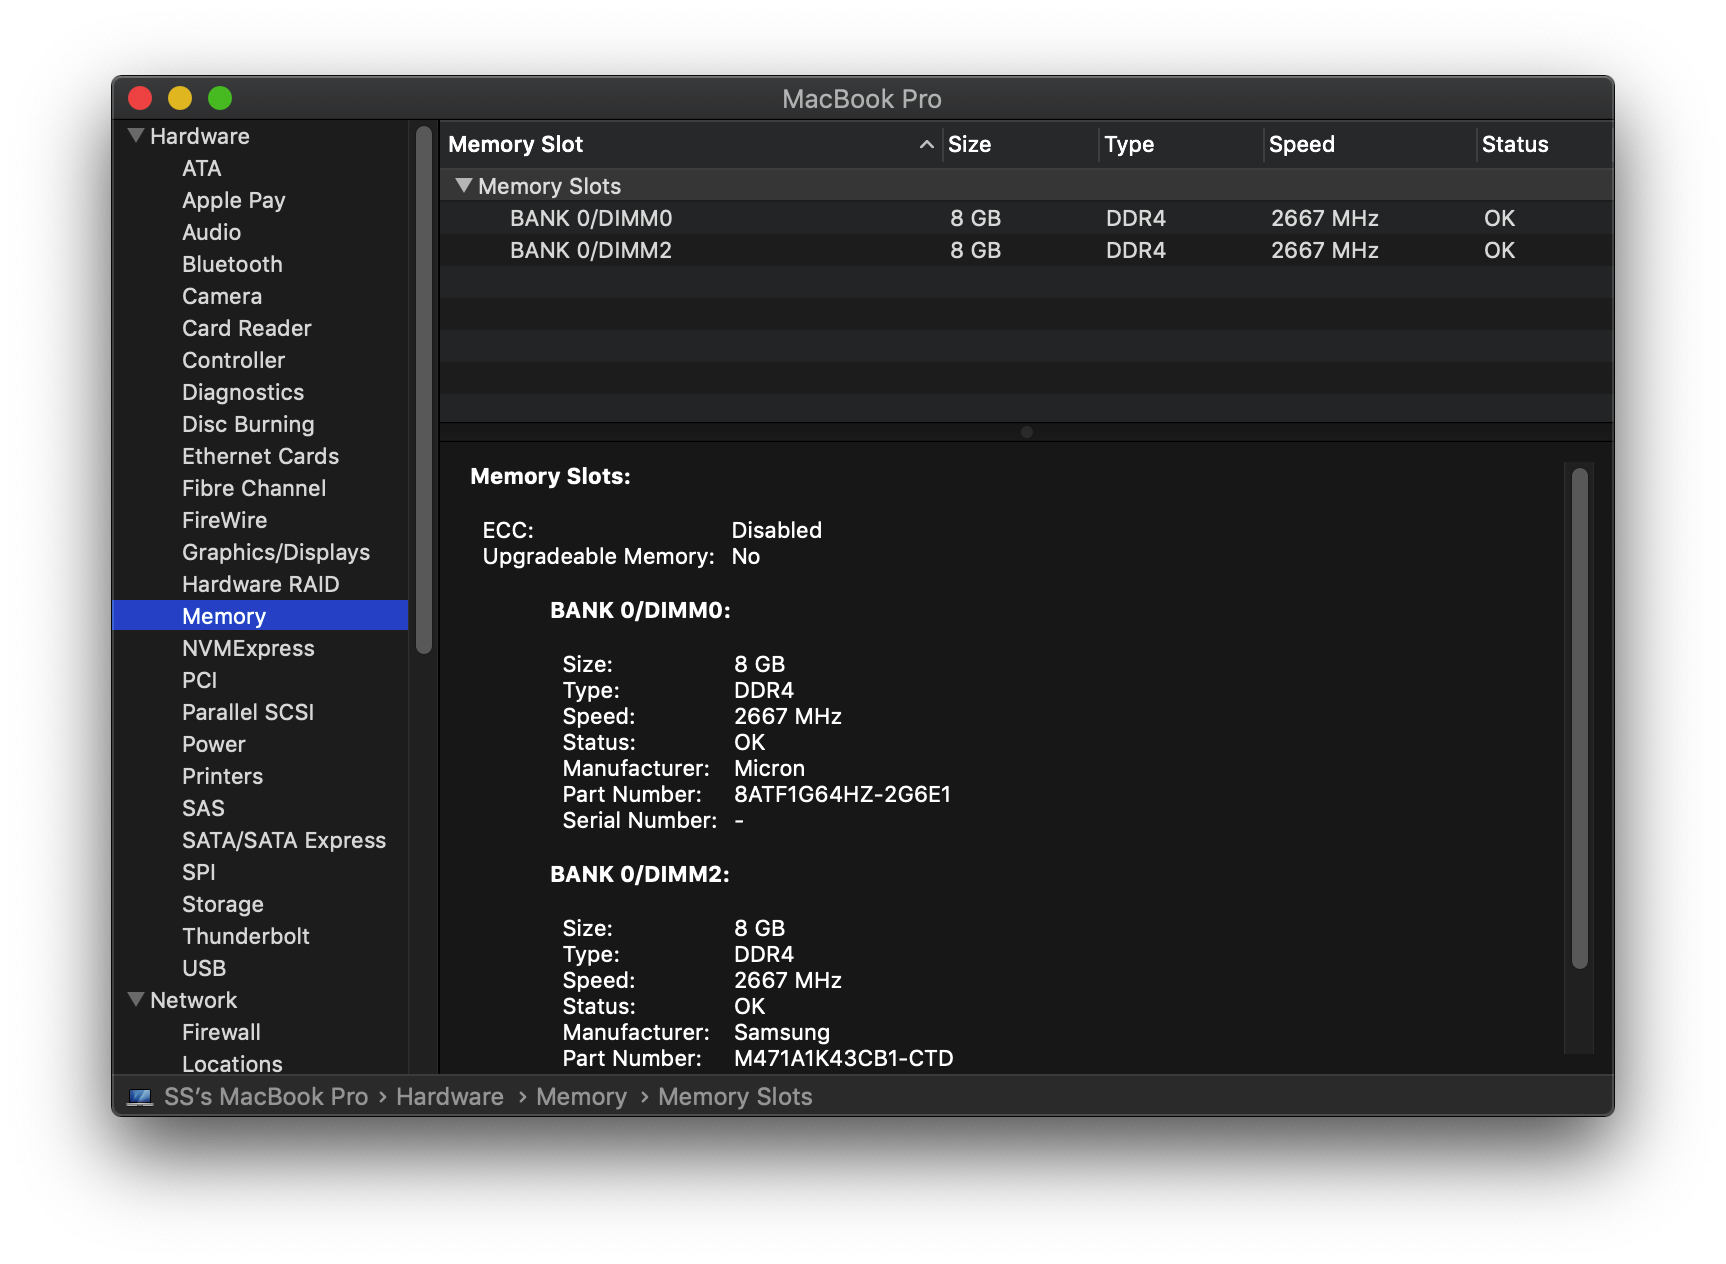 MacBook Pro
Hardware
ATA
Apple Pay
Audio
Bluetooth
Camera
Card Reader
Controller
Diagnostics
Disc Burning
Ethernet Cards
Fibre Channel
FireWire
Graphics/Displays
Hardware RAID
Memory
NVMExpress
PCI
Parallel SCSI
Power
Printers
SAS
SATA/SATA Express
SPI
Storage
Thunderbolt
USB
Network
Firewall
Locations
Memory Slot Size Type Speed Status
Memory Slots
BANK 0/DIMM0 8 GB DDR4 2667 MHz OK
BANK 0/DIMM2 8 GB DDR4 2667 MHz OK
Memory Slots:
ECC: Disabled
Upgradeable Memory: No
BANK 0/DIMM0:
Size: 8 GB
Type: DDR4
Speed: 2667 MHz
Status: OK
Manufacturer: Micron
Part Number: 8ATF1G64HZ-2G6E1
Serial Number: -
BANK 0/DIMM2:
Size: 8 GB
Type: DDR4
Speed: 2667 MHz
Status: OK
Manufacturer: Samsung
Part Number: M471A1K43CB1-CTD
SS’s MacBook Pro › Hardware › Memory › Memory Slots